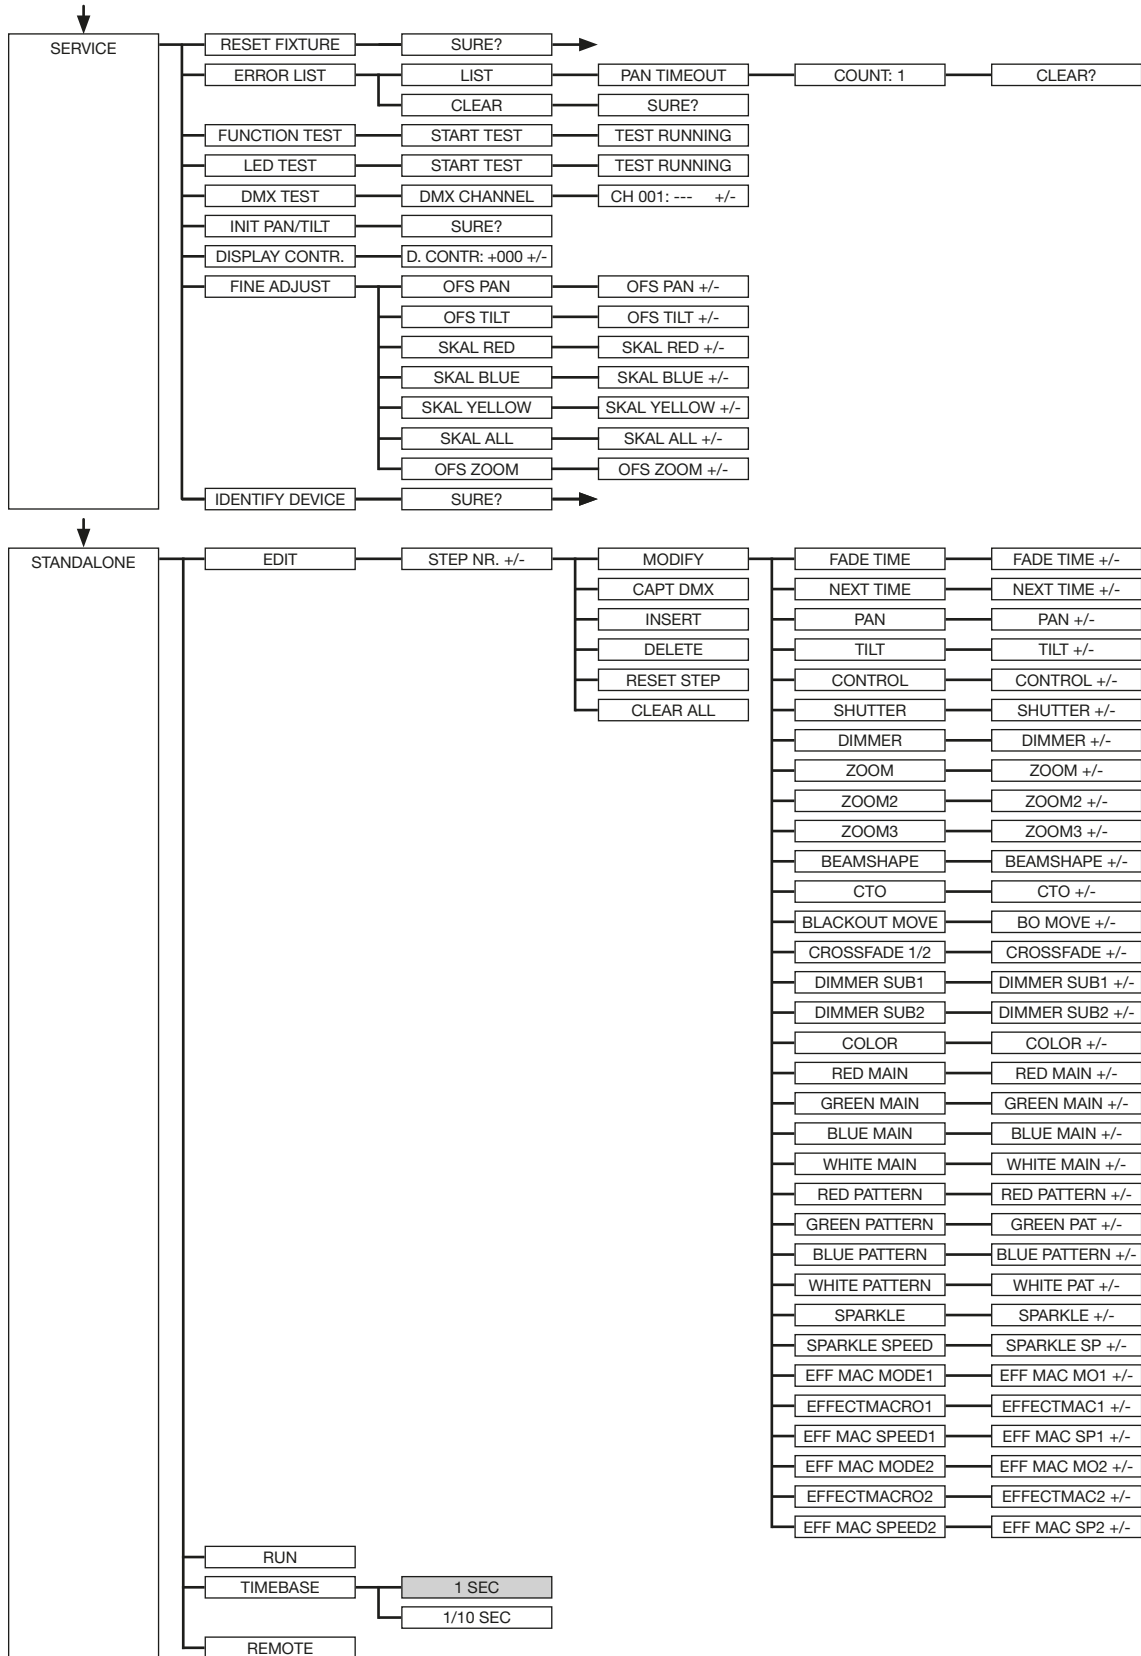 SERVICE RESET FIXTURE SURE?
ERROR LIST LIST PAN TIMEOUT COUNT: 1 CLEAR?
CLEAR SURE?
FUNCTION TEST START TEST TEST RUNNING
LED TEST START TEST TEST RUNNING
DMX TEST DMX CHANNEL CH 001: --- +/-
INIT PAN/TILT SURE?
DISPLAY CONTR. D. CONTR: +000 +/-
FINE ADJUST OFS PAN OFS PAN +/-
OFS TILT OFS TILT +/-
SKAL RED SKAL RED +/-
SKAL BLUE SKAL BLUE +/-
SKAL YELLOW SKAL YELLOW +/-
SKAL ALL SKAL ALL +/-
OFS ZOOM OFS ZOOM +/-
IDENTIFY DEVICE SURE?
STANDALONE EDIT STEP NR. +/- MODIFY FADE TIME FADE TIME +/-
CAPT DMX NEXT TIME NEXT TIME +/-
INSERT PAN PAN +/-
DELETE TILT TILT +/-
RESET STEP CONTROL CONTROL +/-
CLEAR ALL SHUTTER SHUTTER +/-
DIMMER DIMMER +/-
ZOOM ZOOM +/-
ZOOM2 ZOOM2 +/-
ZOOM3 ZOOM3 +/-
BEAMSHAPE BEAMSHAPE +/-
CTO CTO +/-
BLACKOUT MOVE BO MOVE +/-
CROSSFADE 1/2 CROSSFADE +/-
DIMMER SUB1 DIMMER SUB1 +/-
DIMMER SUB2 DIMMER SUB2 +/-
COLOR COLOR +/-
RED MAIN RED MAIN +/-
GREEN MAIN GREEN MAIN +/-
BLUE MAIN BLUE MAIN +/-
WHITE MAIN WHITE MAIN +/-
RED PATTERN RED PATTERN +/-
GREEN PATTERN GREEN PAT +/-
BLUE PATTERN BLUE PATTERN +/-
WHITE PATTERN WHITE PAT +/-
SPARKLE SPARKLE +/-
SPARKLE SPEED SPARKLE SP +/-
EFF MAC MODE1 EFF MAC MO1 +/-
EFFECTMACRO1 EFFECTMAC1 +/-
EFF MAC SPEED1 EFF MAC SP1 +/-
EFF MAC MODE2 EFF MAC MO2 +/-
EFFECTMACRO2 EFFECTMAC2 +/-
EFF MAC SPEED2 EFF MAC SP2 +/-
RUN
TIMEBASE 1 SEC
1/10 SEC
REMOTE